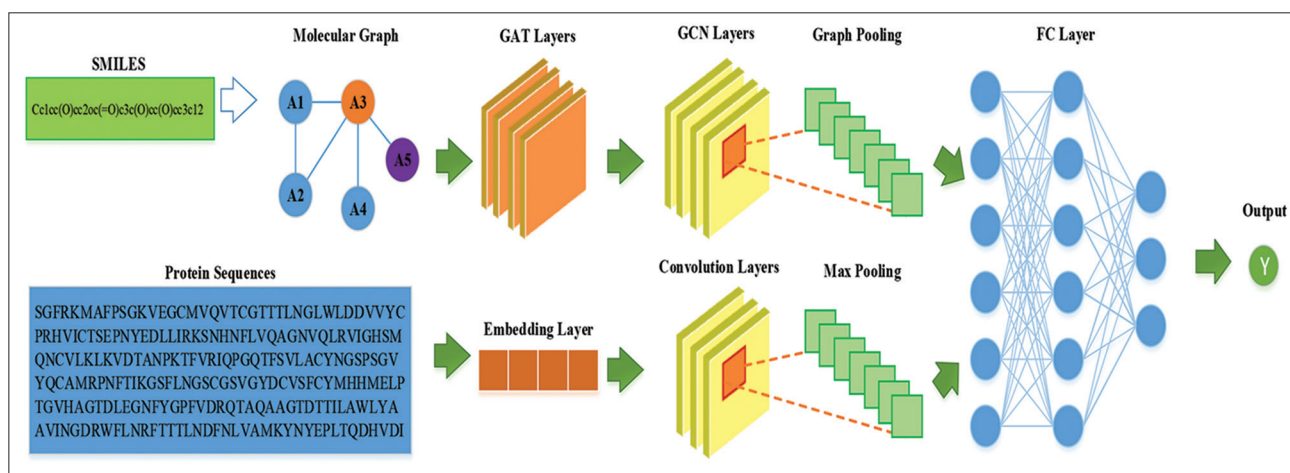 SMILES
Cc1cc(O)cc2oc(=O)c3c(O)cc(O)cc3c12
Molecular Graph
A1
A3
A5
A2
A4
GAT Layers
GCN Layers
Graph Pooling
FC Layer
Protein Sequences
SGFRKMAFPSGKVEGCMVQVTCGTTTLNGLWLDDVVYC
PRHVICTSEPNYEDLLIRKSNHNFLVQAGNVQLRVIGHSM
QNCVLKLKVDTANPKTFVRIQPGQTFSVLACYNGSPSGV
YQCAMRPNFTIKGSFLNGSCGSVGYDCVSFCYMHHMELP
TGVHAGTDLEGNFYGPFVDRQTAQAAGTDTTILAWLYA
AVINGDRWFLNRFTTTLNDFNLVAMKYNYEPLTQDHVDI
Embedding Layer
Convolution Layers
Max Pooling
Output
Y